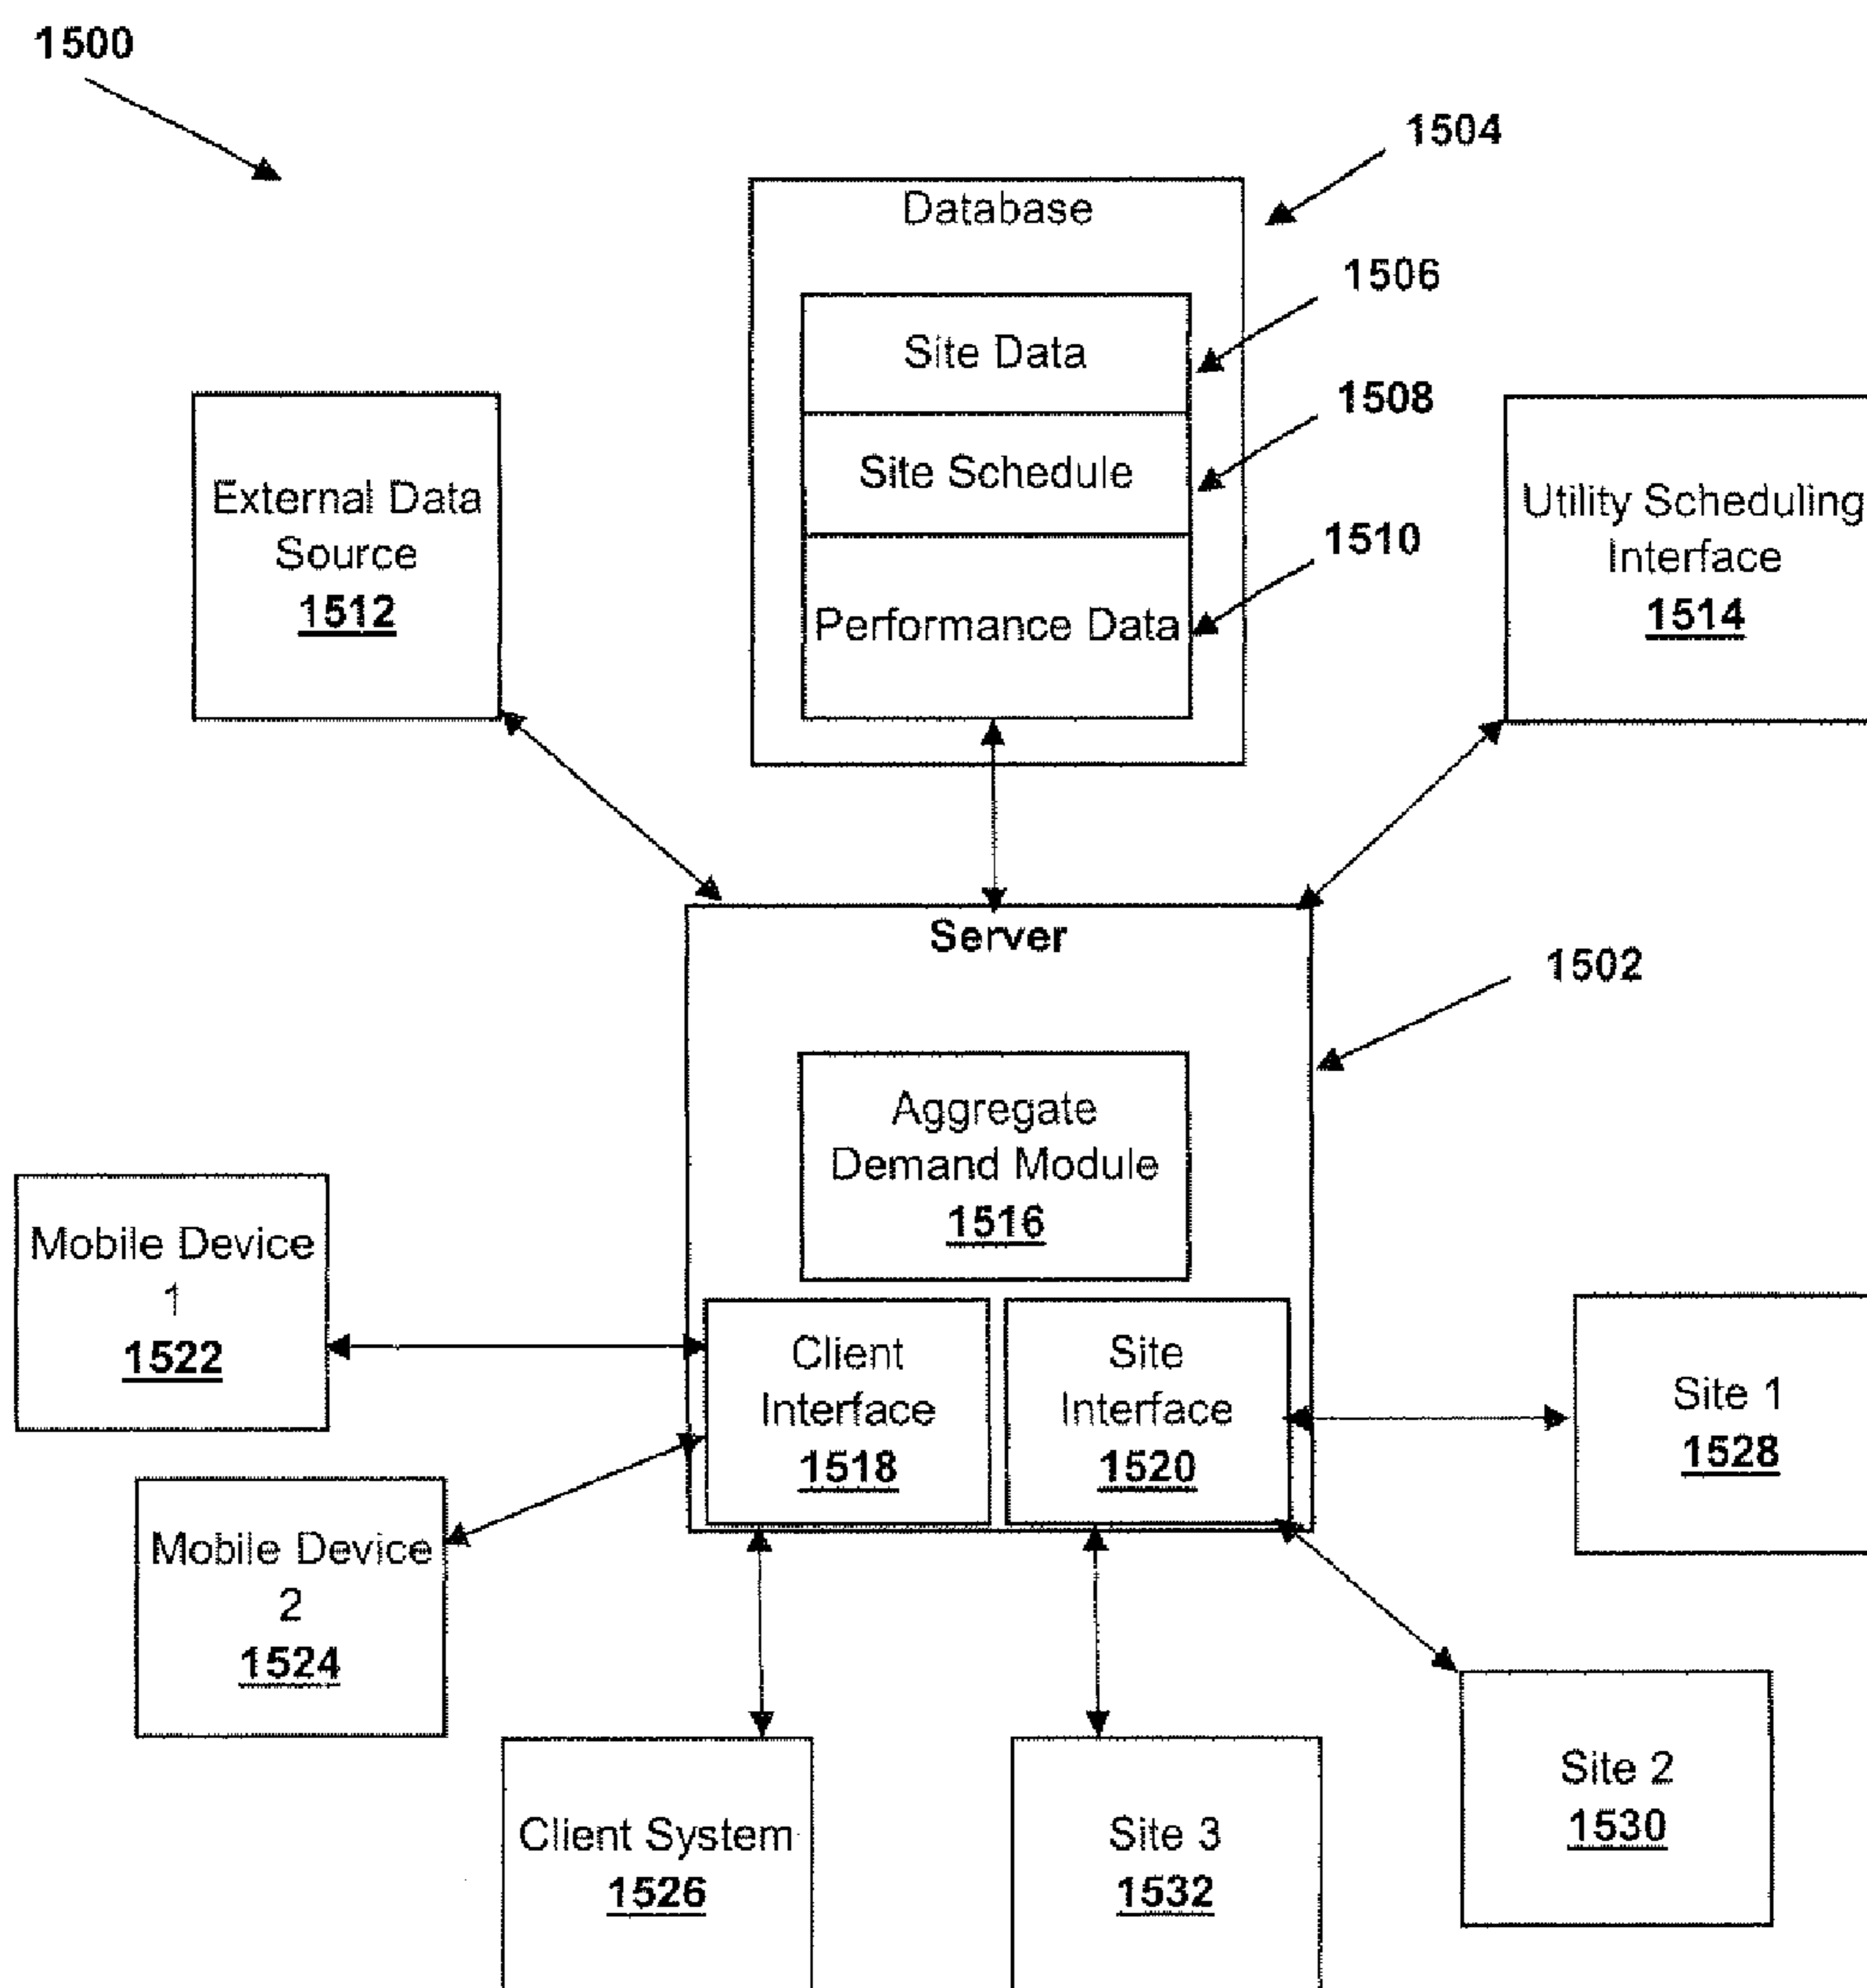 1500
1504
Database
1506
Site Data
1508
Site Schedule
1510
Performance Data
External Data
Source
1512
Utility Scheduling
Interface
1514
Server
1502
Aggregate
Demand Module
1516
Mobile Device
1
1522
Client
Interface
1518
Site
Interface
1520
Site 1
1528
Mobile Device
2
1524
Site 2
1530
Client System
1526
Site 3
1532